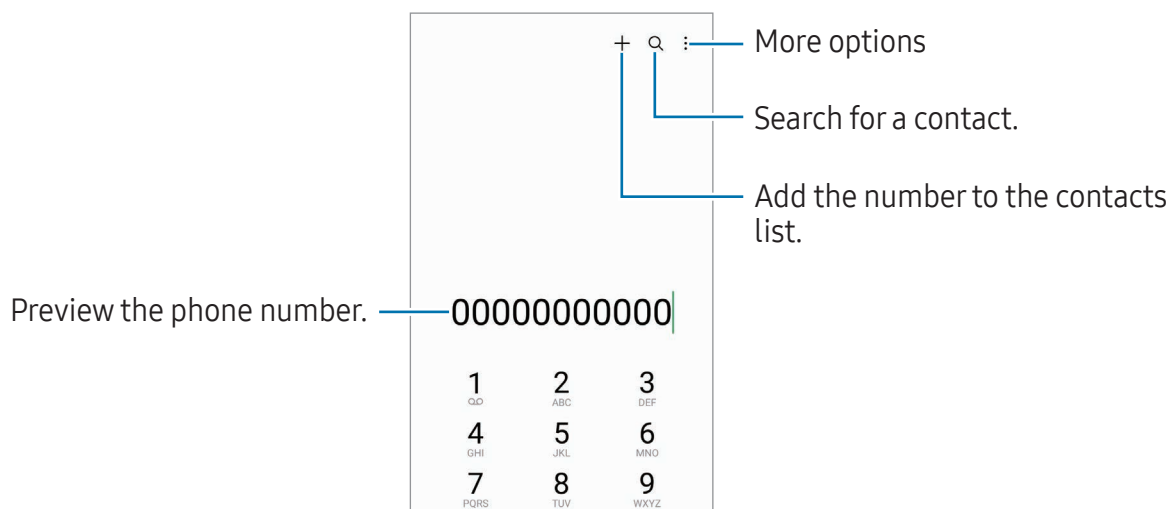 More options
Search for a contact.
Add the number to the contacts
list.
Preview the phone number.
00000000000
1 2 3
ABC DEF
4 5 6
GHI JKL MNO
7 8 9
PQRS TUV WXYZ